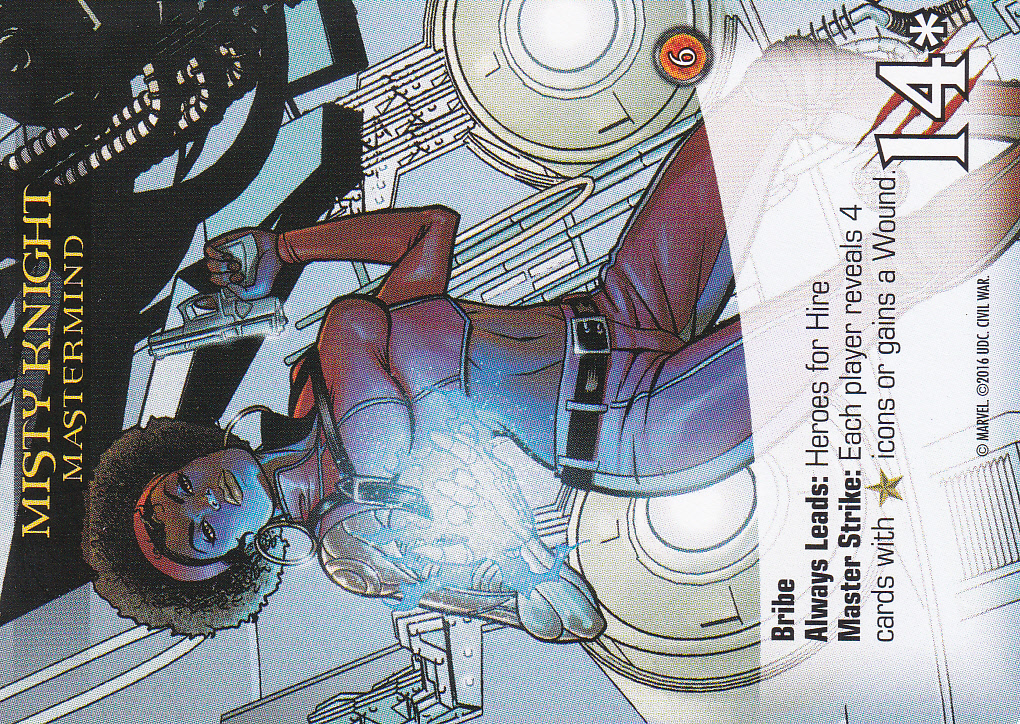 MISTY KNIGHT
MASTERMIND
6
Bribe
Always Leads: Heroes for Hire
Master Strike: Each player reveals 4
cards with icons or gains a Wound.
14*
© MARVEL. ©2016 UDC. CIVIL WAR.